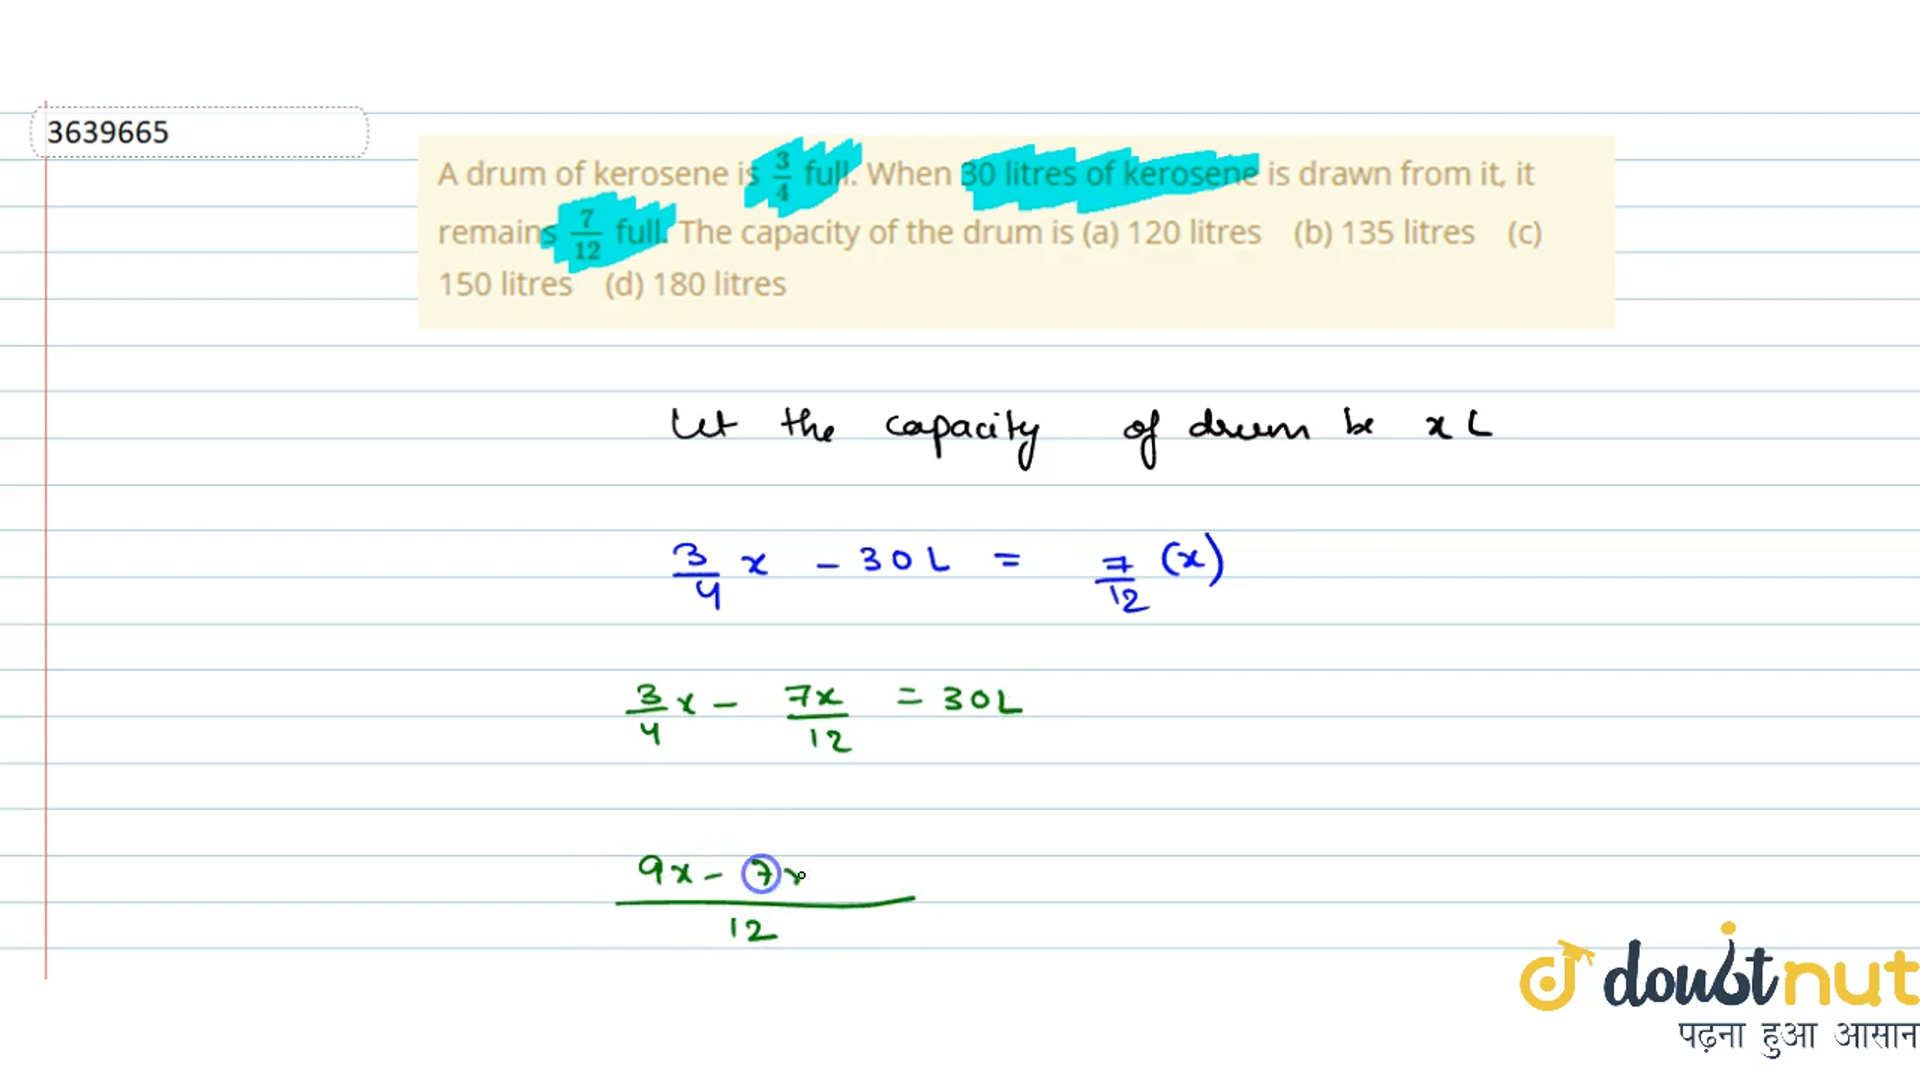 3639665
A drum of kerosene is 3/4 full. When 30 litres of kerosene is drawn from it, it
remains 7/12 full. The capacity of the drum is (a) 120 litres (b) 135 litres (c)
150 litres (d) 180 litres
Let the capacity of drum be x L
3/4 x - 30L = 7/12 (x)
3/4 x - 7x/12 = 30L
9x - 7x
12
doubtnut
पढ़ना हुआ आसान